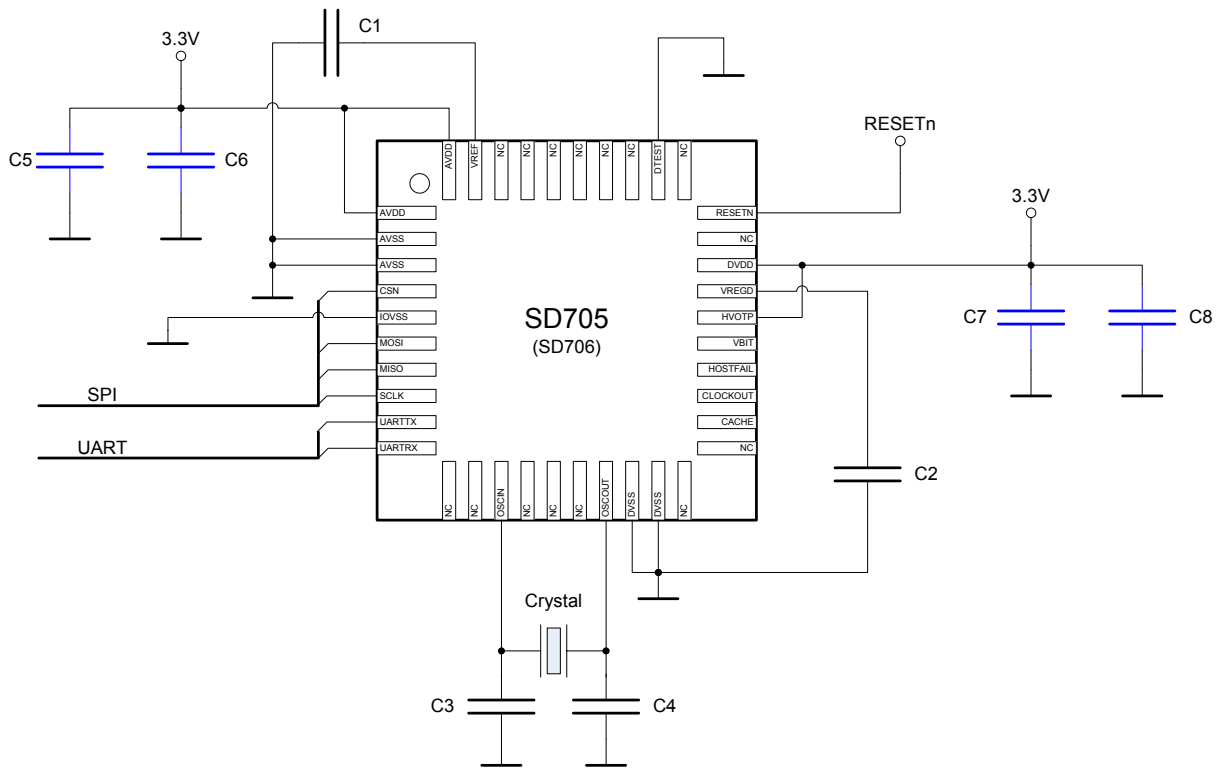 C1
3.3V
C5
C6
RESETn
3.3V
C7
C8
AVDD
VREF
NC
NC
NC
NC
NC
NC
DTEST
NC
AVDD
AVSS
AVSS
CSN
IOVSS
MOSI
MISO
SCLK
UARTTX
UARTRX
SPI
UART
SD705
(SD706)
RESETN
NC
DVDD
VREGD
HVOTP
VBIT
HOSTFAIL
CLOCKOUT
CACHE
NC
C2
NC
NC
OSCIN
NC
NC
NC
OSCOUT
DVSS
DVSS
NC
Crystal
C3
C4